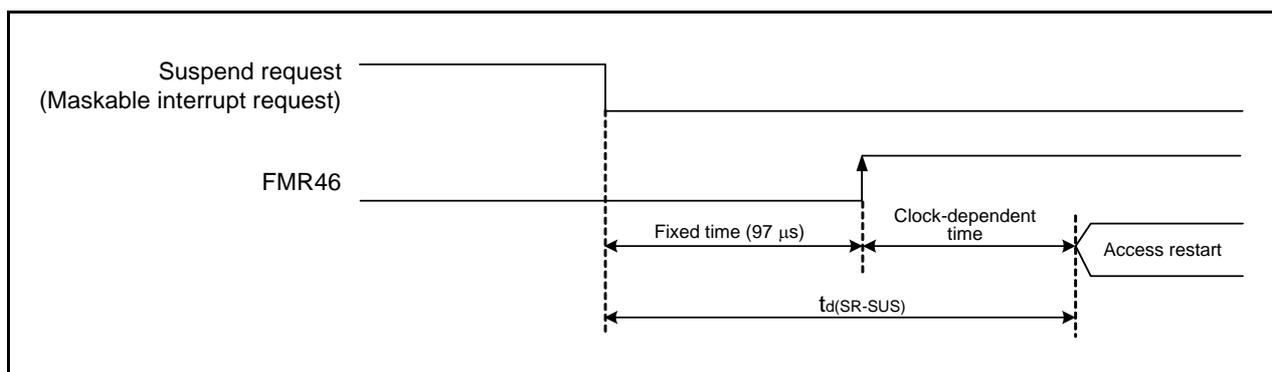 Suspend request
(Maskable interrupt request)
FMR46
Fixed time (97 μs)
Clock-dependent
time
Access restart
td(SR-SUS)